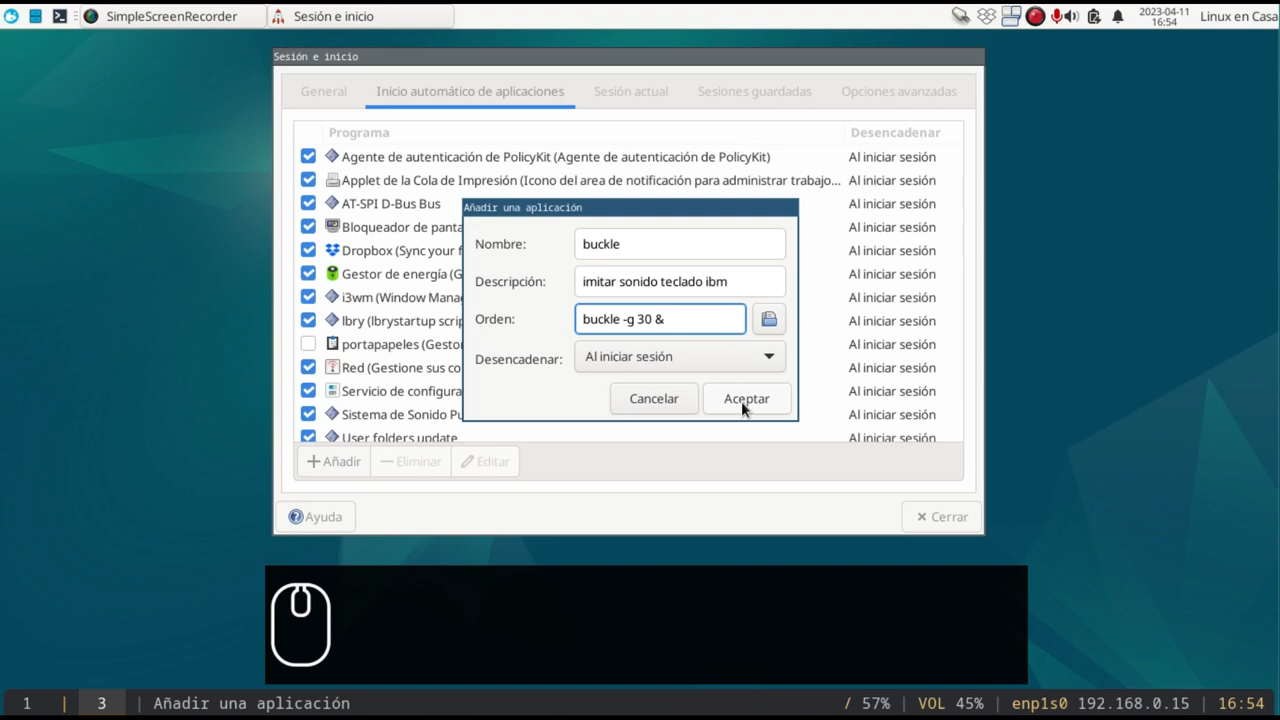 SimpleScreenRecorder
Sesión e inicio
2023-04-11
16:54
Linux en Casa
Sesión e inicio
General
Inicio automático de aplicaciones
Sesión actual
Sesiones guardadas
Opciones avanzadas
Programa
Desencadenar
Agente de autenticación de PolicyKit (Agente de autenticación de PolicyKit)
Al iniciar sesión
Applet de la Cola de Impresión (Icono del area de notificación para administrar trabajo...
Al iniciar sesión
AT-SPI D-Bus Bus
Al iniciar sesión
Bloqueador de panta
Al iniciar sesión
Dropbox (Sync your f
Al iniciar sesión
Gestor de energía (G
Al iniciar sesión
i3wm (Window Mana
Al iniciar sesión
lbry (lbrystartup scrip
Al iniciar sesión
portapapeles (Gestor
Al iniciar sesión
Red (Gestione sus co
Al iniciar sesión
Servicio de configura
Al iniciar sesión
Sistema de Sonido Pu
Al iniciar sesión
User folders update
Al iniciar sesión
Añadir una aplicación
Nombre:
buckle
Descripción:
imitar sonido teclado ibm
Orden:
buckle -g 30 &
Desencadenar:
Al iniciar sesión
Cancelar
Aceptar
Añadir
Eliminar
Editar
Ayuda
Cerrar
1 | 3 | Añadir una aplicación
/ 57% | VOL 45% | enp1s0 192.168.0.15 | 16:54